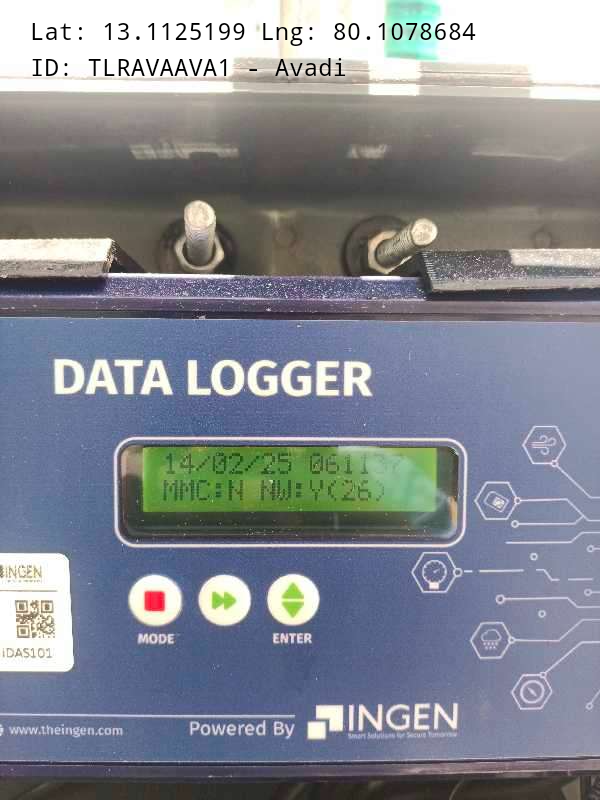 Lat: 13.1125199 Lng: 80.1078684
ID: TLRAVAAVA1 - Avadi
DATA LOGGER
14/02/25 061137
MMC:N NW:Y(26)
INGEN
iDAS101
MODE
ENTER
www.theingen.com
Powered By
INGEN
Smart Solutions for Secure Tomorrow